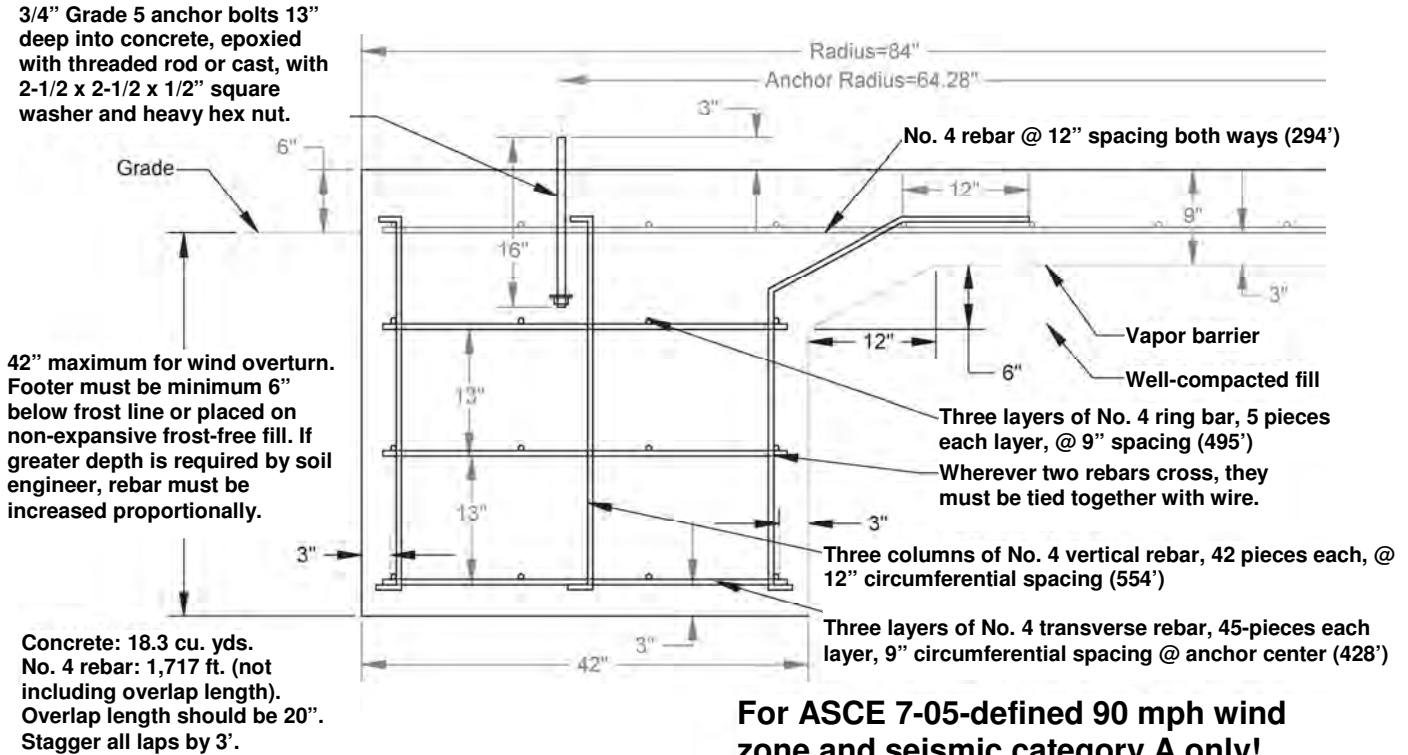 3/4” Grade 5 anchor bolts 13”
deep into concrete, epoxied
with threaded rod or cast, with
2-1/2 x 2-1/2 x 1/2” square
washer and heavy hex nut.
Radius=84"
Anchor Radius=64.28"
3"
No. 4 rebar @ 12” spacing both ways (294’)
6"
Grade
12"
9"
16"
3"
Vapor barrier
12"
6"
Well-compacted fill
42” maximum for wind overturn.
Footer must be minimum 6”
below frost line or placed on
non-expansive frost-free fill. If
greater depth is required by soil
engineer, rebar must be
increased proportionally.
13"
Three layers of No. 4 ring bar, 5 pieces
each layer, @ 9” spacing (495’)
Wherever two rebars cross, they
must be tied together with wire.
13"
3"
3"
Three columns of No. 4 vertical rebar, 42 pieces each, @
12” circumferential spacing (554’)
Three layers of No. 4 transverse rebar, 45-pieces each
layer, 9” circumferential spacing @ anchor center (428’)
3"
42"
Concrete: 18.3 cu. yds.
No. 4 rebar: 1,717 ft. (not
including overlap length).
Overlap length should be 20”.
Stagger all laps by 3’.
For ASCE 7-05-defined 90 mph wind
zone and seismic category A only!